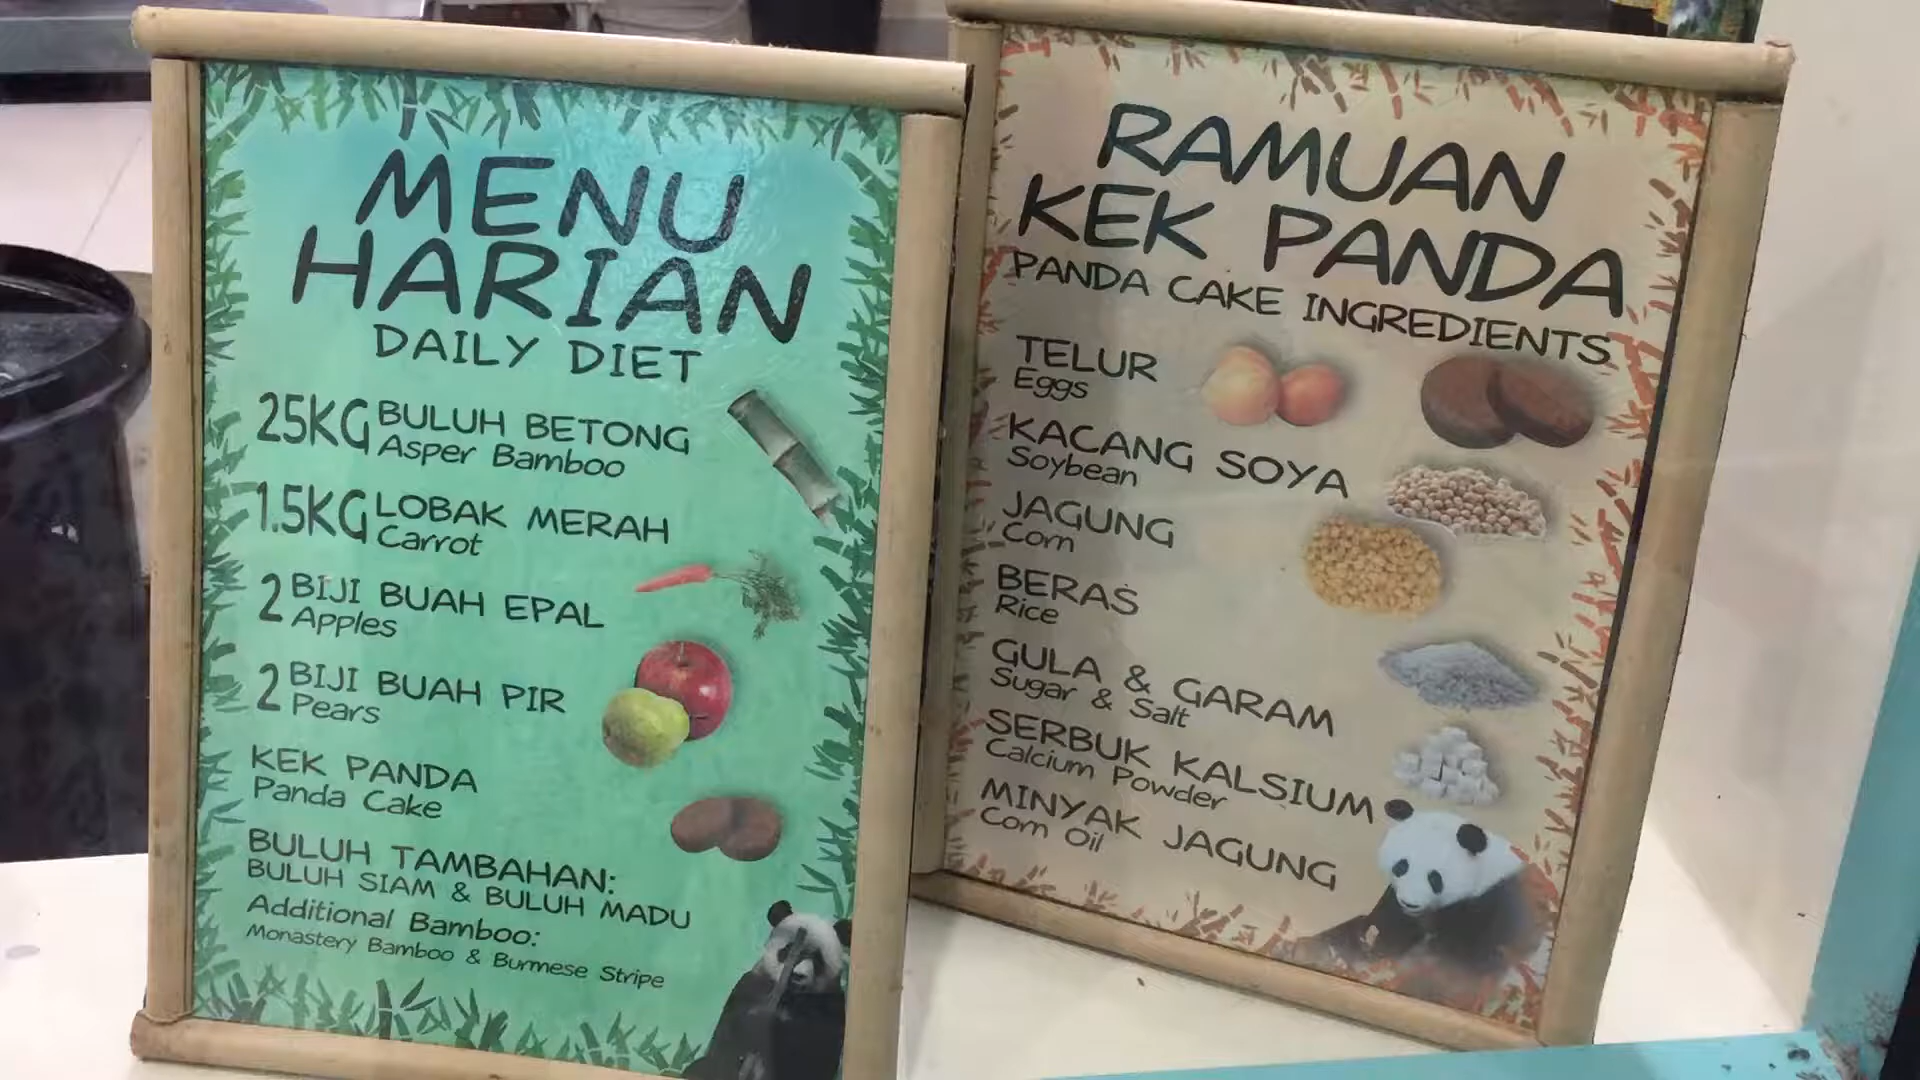 MENU
HARIAN
DAILY DIET
25KG BULUH BETONG
Asper Bamboo
1.5KG LOBAK MERAH
Carrot
2 BIJI BUAH EPAL
Apples
2 BIJI BUAH PIR
Pears
KEK PANDA
Panda Cake
BULUH TAMBAHAN:
BULUH SIAM & BULUH MADU
Additional Bamboo:
Monastery Bamboo & Burmese Stripe
RAMUAN
KEK PANDA
PANDA CAKE INGREDIENTS
TELUR
Eggs
KACANG SOYA
Soybean
JAGUNG
Corn
BERAS
Rice
GULA & GARAM
Sugar & Salt
SERBUK KALSIUM
Calcium Powder
MINYAK JAGUNG
Corn Oil